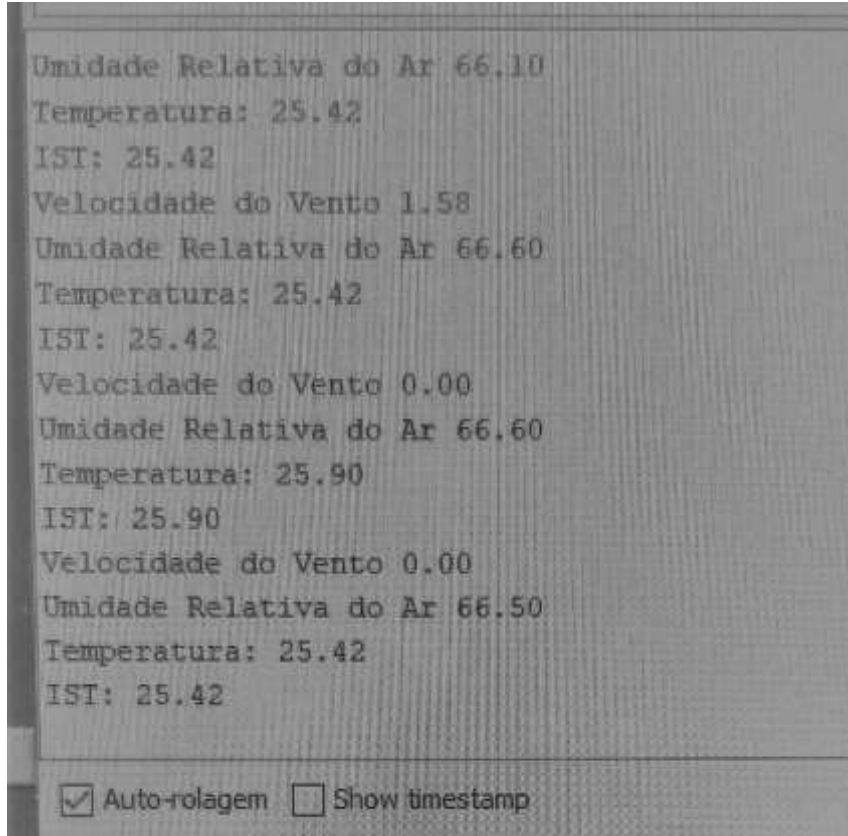 Umidade Relativa do Ar 66.10
Temperatura: 25.42
IST: 25.42
Velocidade do Vento 1.58
Umidade Relativa do Ar 66.60
Temperatura: 25.42
IST: 25.42
Velocidade do Vento 0.00
Umidade Relativa do Ar 66.60
Temperatura: 25.90
IST: 25.90
Velocidade do Vento 0.00
Umidade Relativa do Ar 66.50
Temperatura: 25.42
IST: 25.42
Auto-rolagem Show timestamp